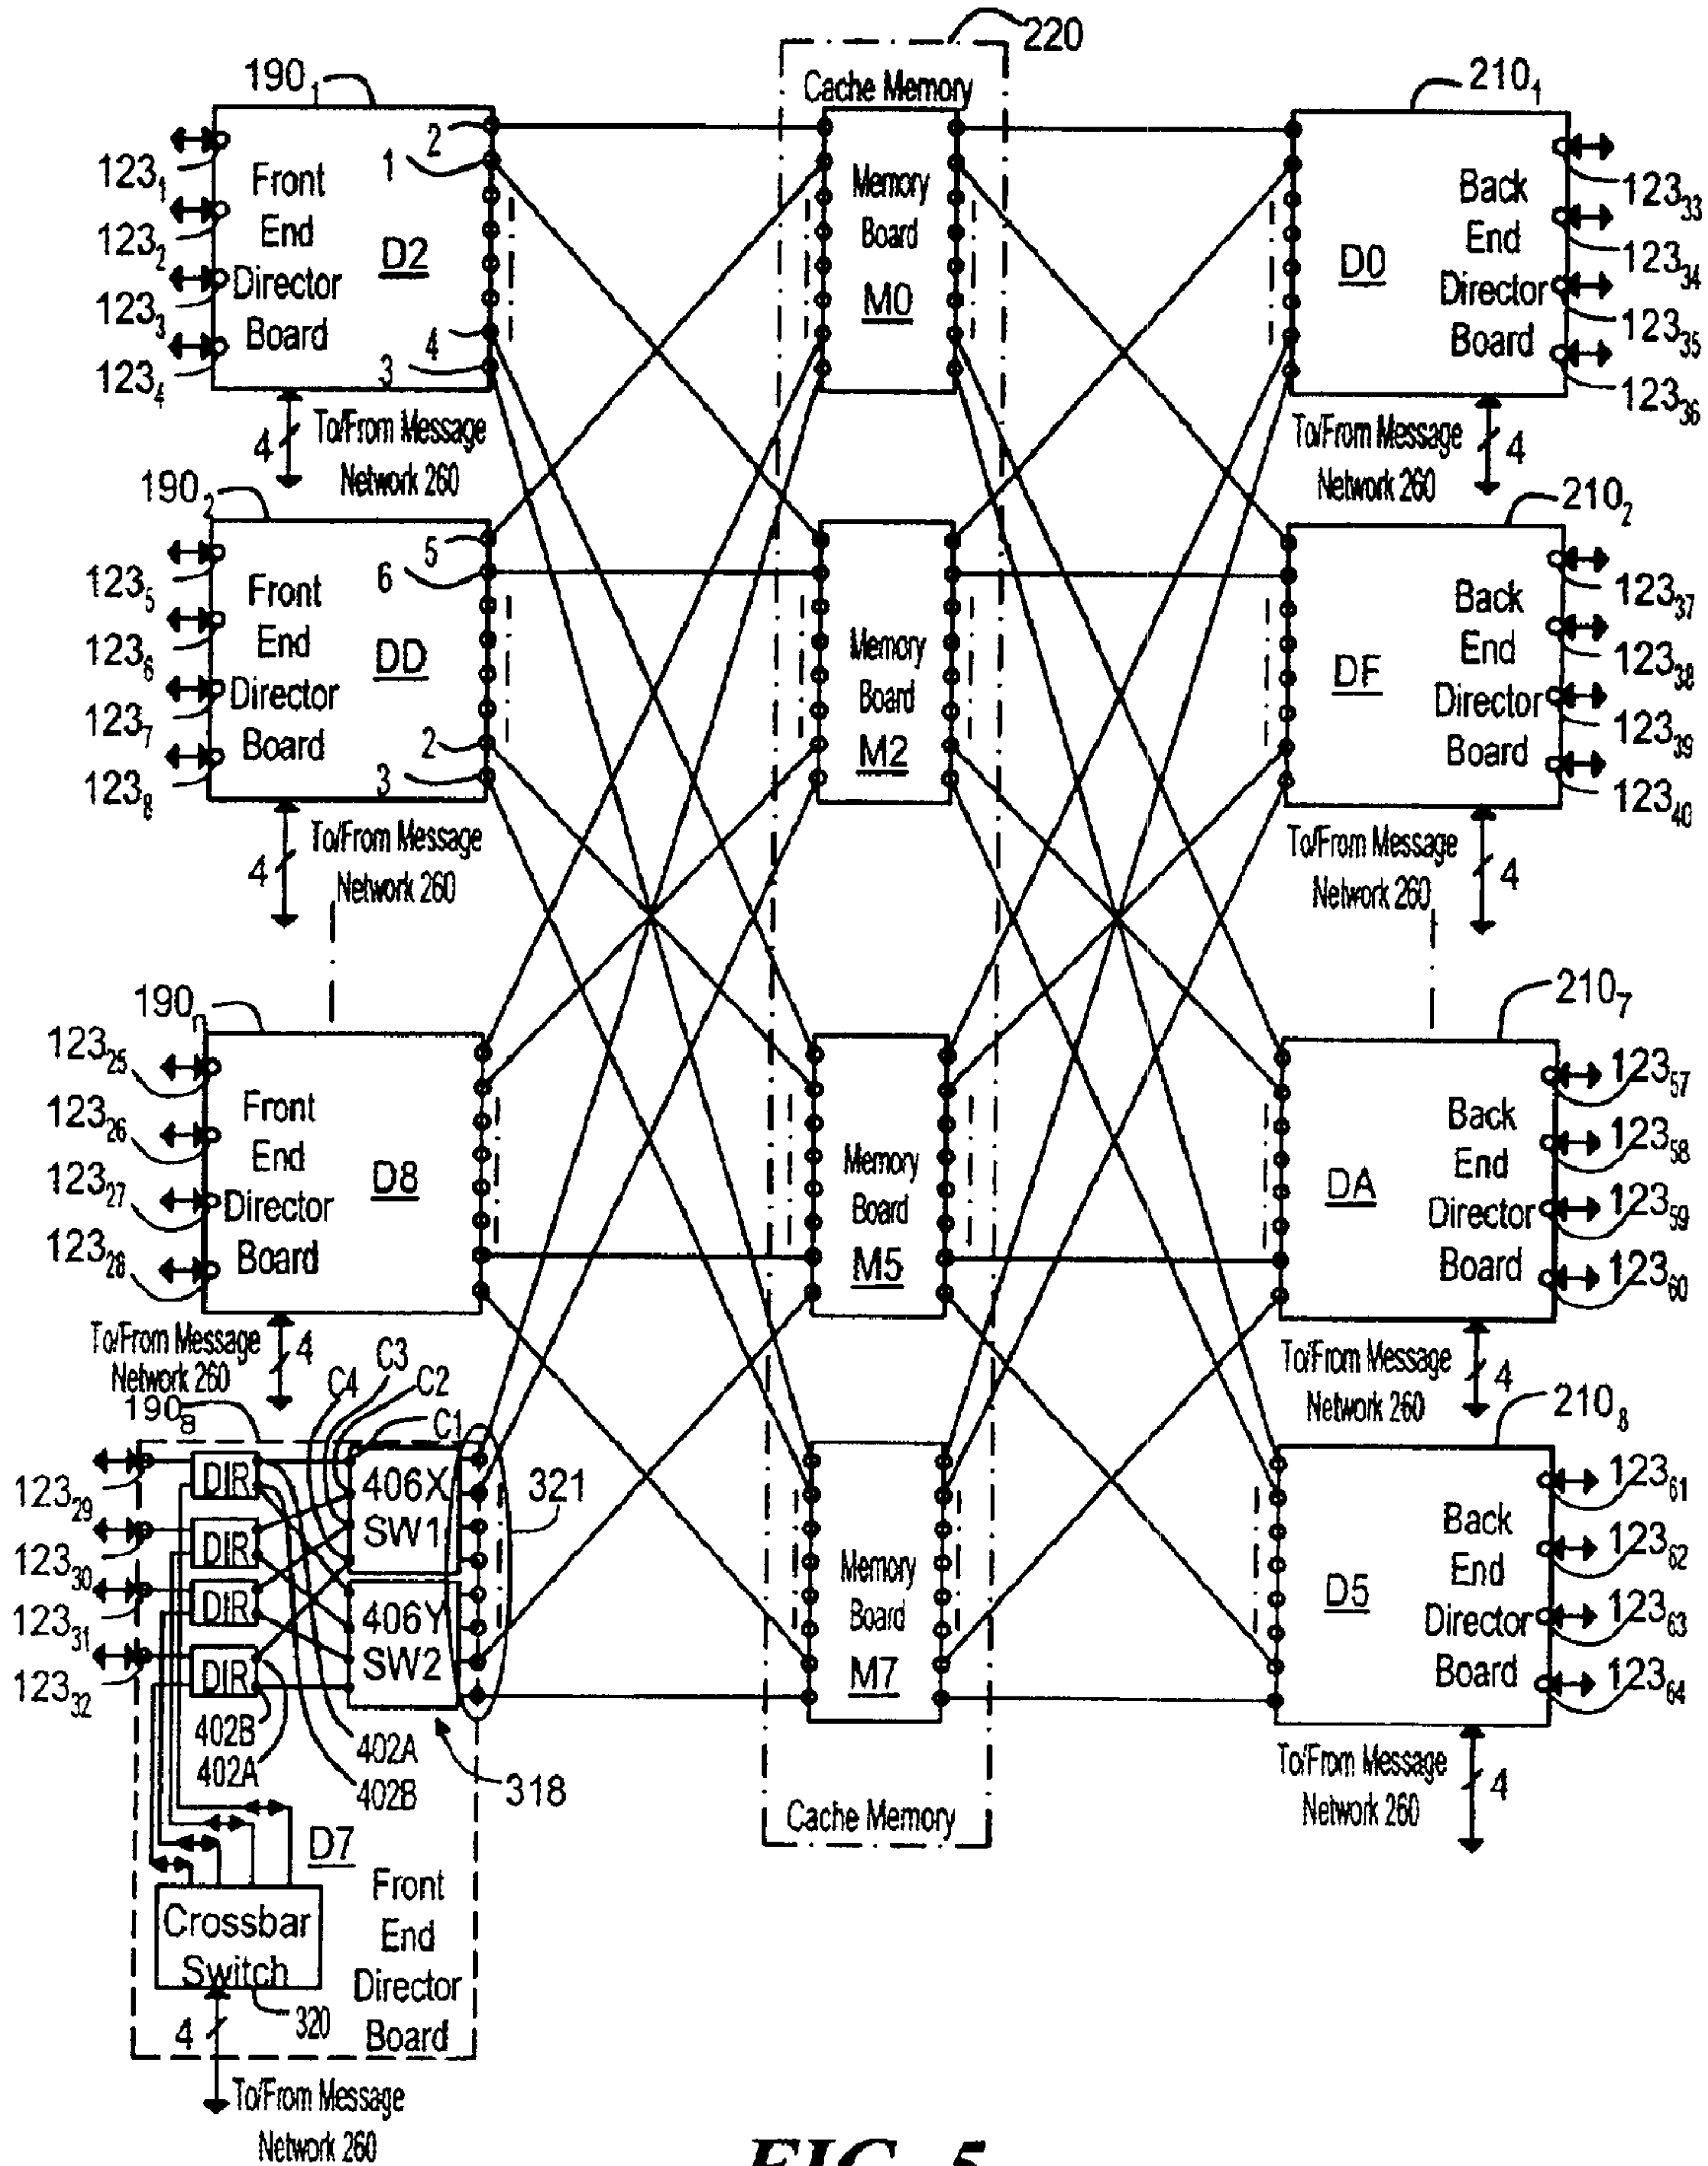 220
Cache Memory
190₁
Front
End
Director
Board
D2
2
1
4
3
123₁
123₂
123₃
123₄
4
To/From Message
Network 260
Memory
Board
M0
210₁
D0
Back
End
Director
Board
123₃₃
123₃₄
123₃₅
123₃₆
To/From Message
Network 260
4
190₂
Front
End
Director
Board
DD
5
6
2
3
123₅
123₆
123₇
123₈
4
To/From Message
Network 260
Memory
Board
M2
210₂
DF
Back
End
Director
Board
123₃₇
123₃₈
123₃₉
123₄₀
To/From Message
Network 260
4
190₇
Front
End
Director
Board
D8
123₂₅
123₂₆
123₂₇
123₂₈
To/From Message
Network 260
4
Memory
Board
M5
210₇
DA
Back
End
Director
Board
123₅₇
123₅₈
123₅₉
123₆₀
To/From Message
Network 260
4
190₈
C4
C3
C2
C1
DIR
DIR
DIR
DIR
406X
SW1
406Y
SW2
321
123₂₉
123₃₀
123₃₁
123₃₂
402B
402A
402A
402B
318
D7
Front
End
Director
Board
Crossbar
Switch
320
4
To/From Message
Network 260
Memory
Board
M7
Cache Memory
210₈
D5
Back
End
Director
Board
123₆₁
123₆₂
123₆₃
123₆₄
To/From Message
Network 260
4
FIG. 5